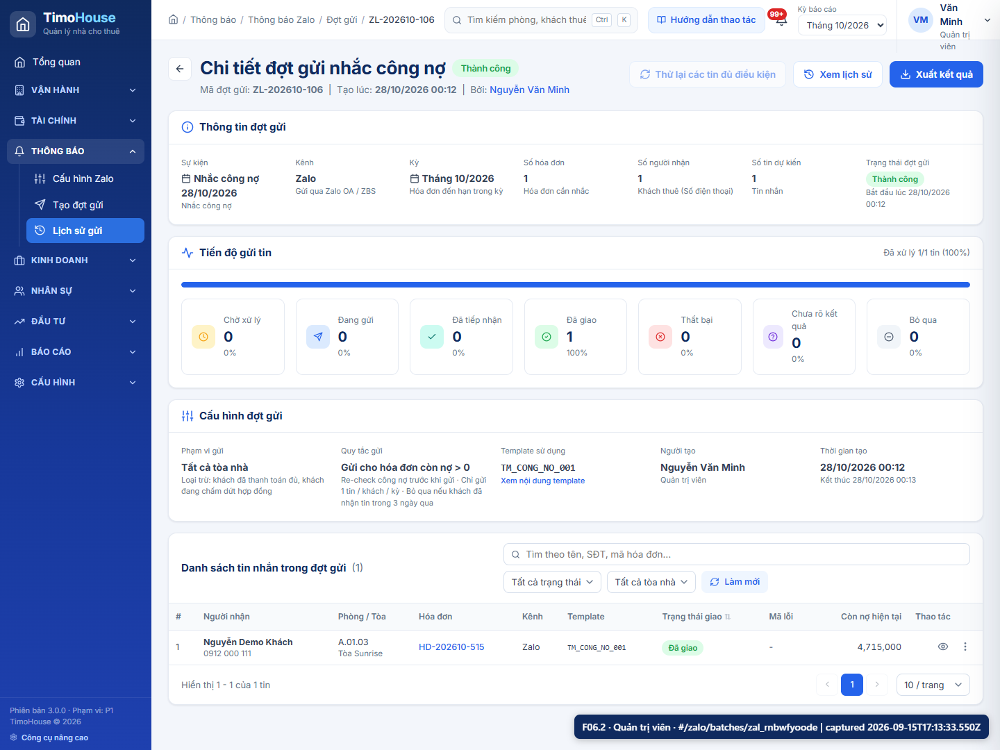 TimoHouse
Quản lý nhà cho thuê
Tổng quan
VẬN HÀNH
TÀI CHÍNH
THÔNG BÁO
Cấu hình Zalo
Tạo đợt gửi
Lịch sử gửi
KINH DOANH
NHÂN SỰ
ĐẦU TƯ
BÁO CÁO
CẤU HÌNH
Phiên bản 3.0.0 · Phạm vi: P1
TimoHouse © 2026
Công cụ nâng cao
/ Thông báo / Thông báo Zalo / Đợt gửi / ZL-202610-106
Tìm kiếm phòng, khách thuê Ctrl K
Hướng dẫn thao tác
99+
Kỳ báo cáo
Tháng 10/2026
VM
Văn Minh
Quản trị viên
Chi tiết đợt gửi nhắc công nợ Thành công
Mã đợt gửi: ZL-202610-106 | Tạo lúc: 28/10/2026 00:12 | Bởi: Nguyễn Văn Minh
Thử lại các tin đủ điều kiện
Xem lịch sử
Xuất kết quả
Thông tin đợt gửi
Sự kiện
Nhắc công nợ 28/10/2026
Nhắc công nợ
Kênh
Zalo
Gửi qua Zalo OA / ZBS
Kỳ
Tháng 10/2026
Hóa đơn đến hạn trong kỳ
Số hóa đơn
1
Hóa đơn cần nhắc
Số người nhận
1
Khách thuê (Số điện thoại)
Số tin dự kiến
1
Tin nhắn
Trạng thái đợt gửi
Thành công
Bắt đầu lúc 28/10/2026 00:12
Tiến độ gửi tin
Đã xử lý 1/1 tin (100%)
Chờ xử lý
0
0%
Đang gửi
0
0%
Đã tiếp nhận
0
0%
Đã giao
1
100%
Thất bại
0
0%
Chưa rõ kết quả
0
0%
Bỏ qua
0
0%
Cấu hình đợt gửi
Phạm vi gửi
Tất cả tòa nhà
Loại trừ: khách đã thanh toán đủ, khách đang chấm dứt hợp đồng
Quy tắc gửi
Gửi cho hóa đơn còn nợ > 0
Re-check công nợ trước khi gửi · Chỉ gửi 1 tin / khách / kỳ · Bỏ qua nếu khách đã nhận tin trong 3 ngày qua
Template sử dụng
TM_CONG_NO_001
Xem nội dung template
Người tạo
Nguyễn Văn Minh
Quản trị viên
Thời gian tạo
28/10/2026 00:12
Kết thúc 28/10/2026 00:13
Danh sách tin nhắn trong đợt gửi (1)
Tìm theo tên, SĐT, mã hóa đơn...
Tất cả trạng thái
Tất cả tòa nhà
Làm mới
# Người nhận Phòng / Tòa Hóa đơn Kênh Template Trạng thái giao Mã lỗi Còn nợ hiện tại Thao tác
1 Nguyễn Demo Khách A.01.03 HD-202610-515 Zalo TM_CONG_NO_001 Đã giao - 4,715,000
0912 000 111 Tòa Sunrise
Hiển thị 1 - 1 của 1 tin
1
10 / trang
F06.2 · Quản trị viên · #/zalo/batches/zal_rnbwfyoode | captured 2026-09-15T17:13:33.550Z